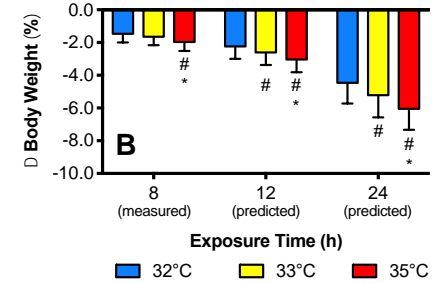 0.0
-2.0
-4.0
-6.0
-8.0
-10.0
D Body Weight (%)
# *
# # *
# # *
B
8 12 24
(measured) (predicted) (predicted)
Exposure Time (h)
32°C 33°C 35°C